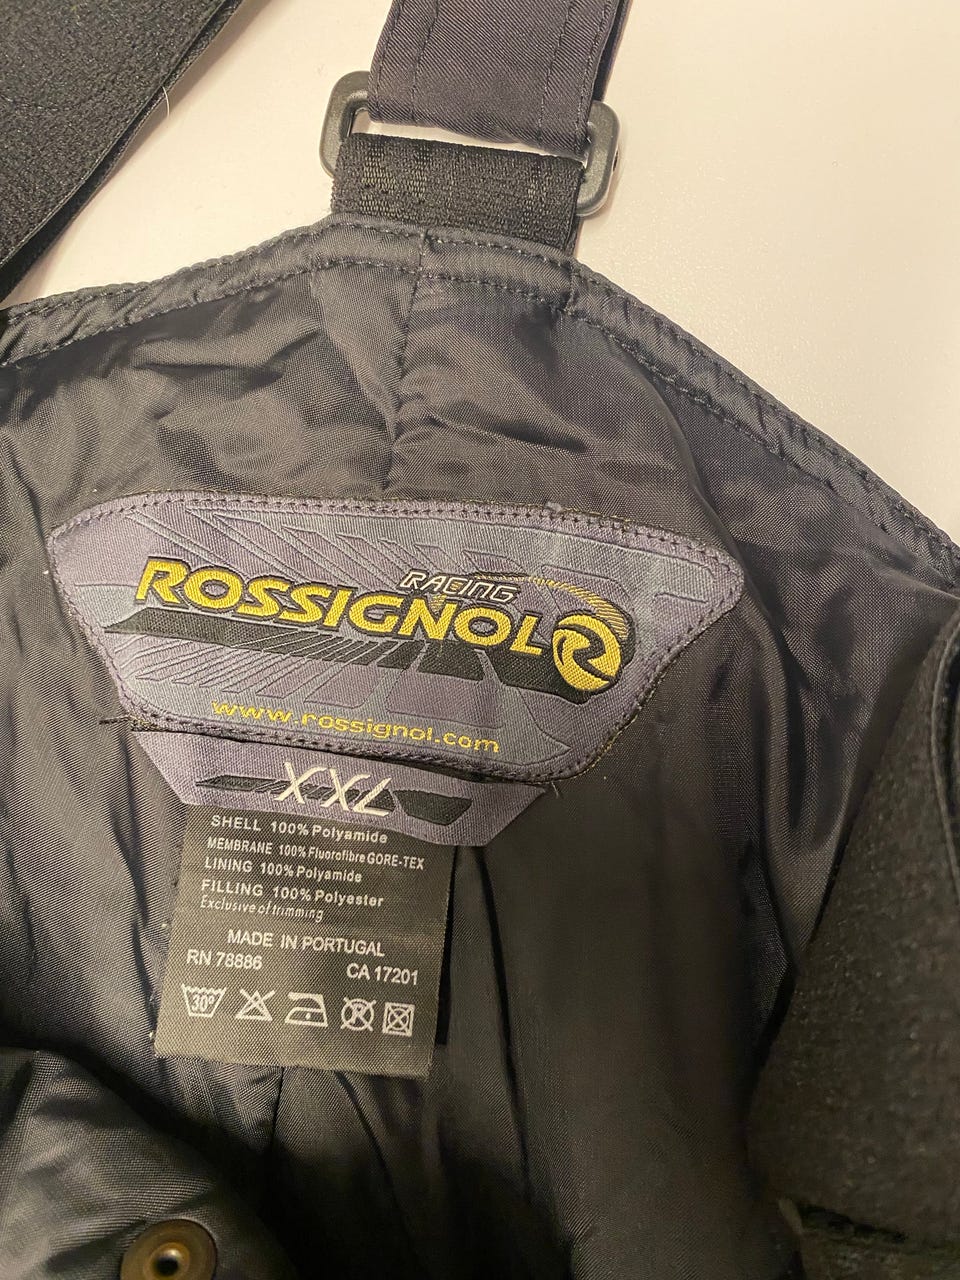 RACING
ROSSIGNOL
www.rossignol.com
XXL
SHELL 100% Polyamide
MEMBRANE 100% Fluorofibre GORE-TEX
LINING 100% Polyamide
FILLING 100% Polyester
Exclusive of trimming
MADE IN PORTUGAL
RN 78886 CA 17201
30°